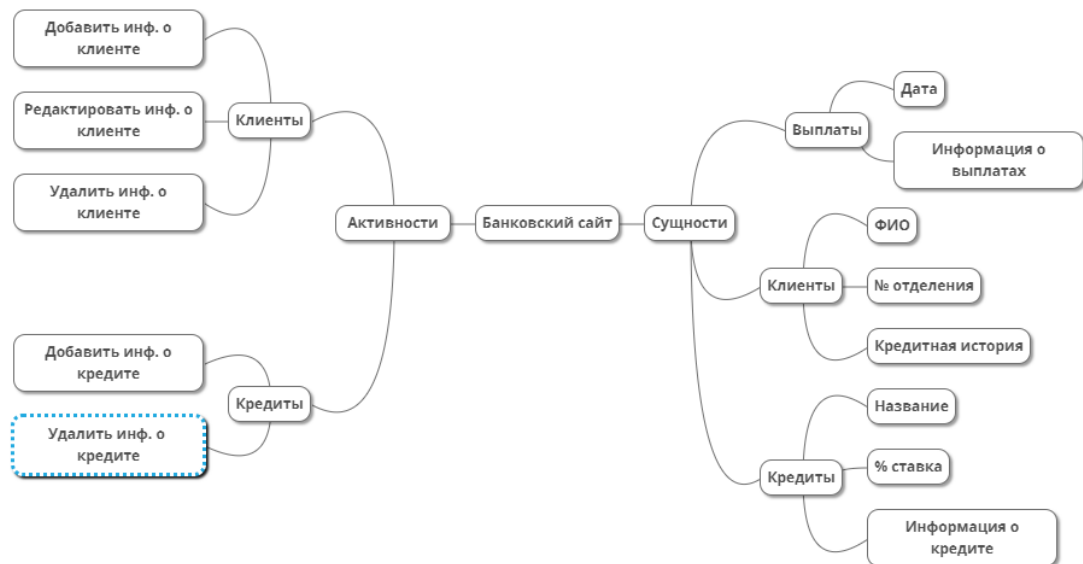 Добавить инф. о
клиенте
Редактировать инф. о
клиенте
Удалить инф. о
клиенте
Клиенты
Добавить инф. о
кредите
Удалить инф. о
кредите
Кредиты
Активности
Банковский сайт
Сущности
Выплаты
Дата
Информация о
выплатах
Клиенты
ФИО
№ отделения
Кредитная история
Кредиты
Название
% ставка
Информация о
кредите